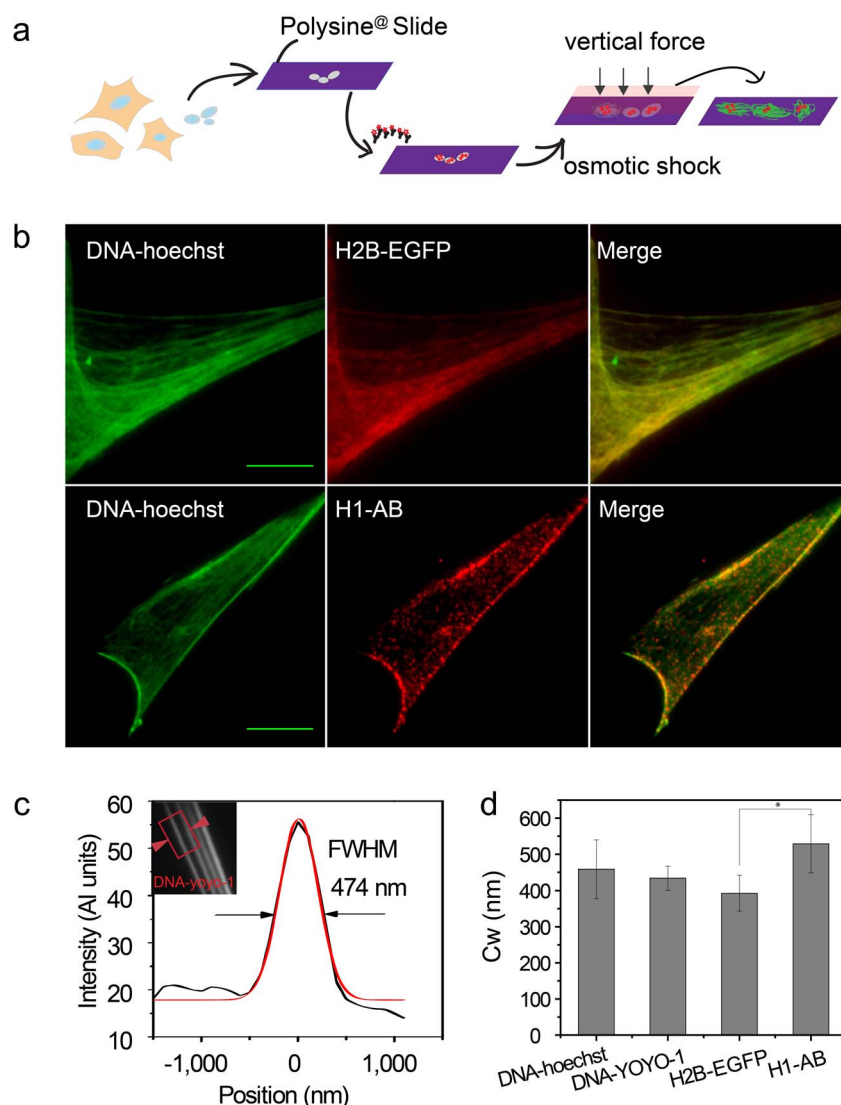 a
Polysine@ Slide
vertical force
osmotic shock
b
DNA-hoechst
H2B-EGFP
Merge
DNA-hoechst
H1-AB
Merge
c
Intensity (AI units)
60
50
40
30
20
10
DNA-yoyo-1
FWHM
474 nm
-1,000
0
1,000
Position (nm)
d
Cw (nm)
600
500
400
300
200
100
0
*
DNA-hoechst
DNA-YOYO-1
H2B-EGFP
H1-AB